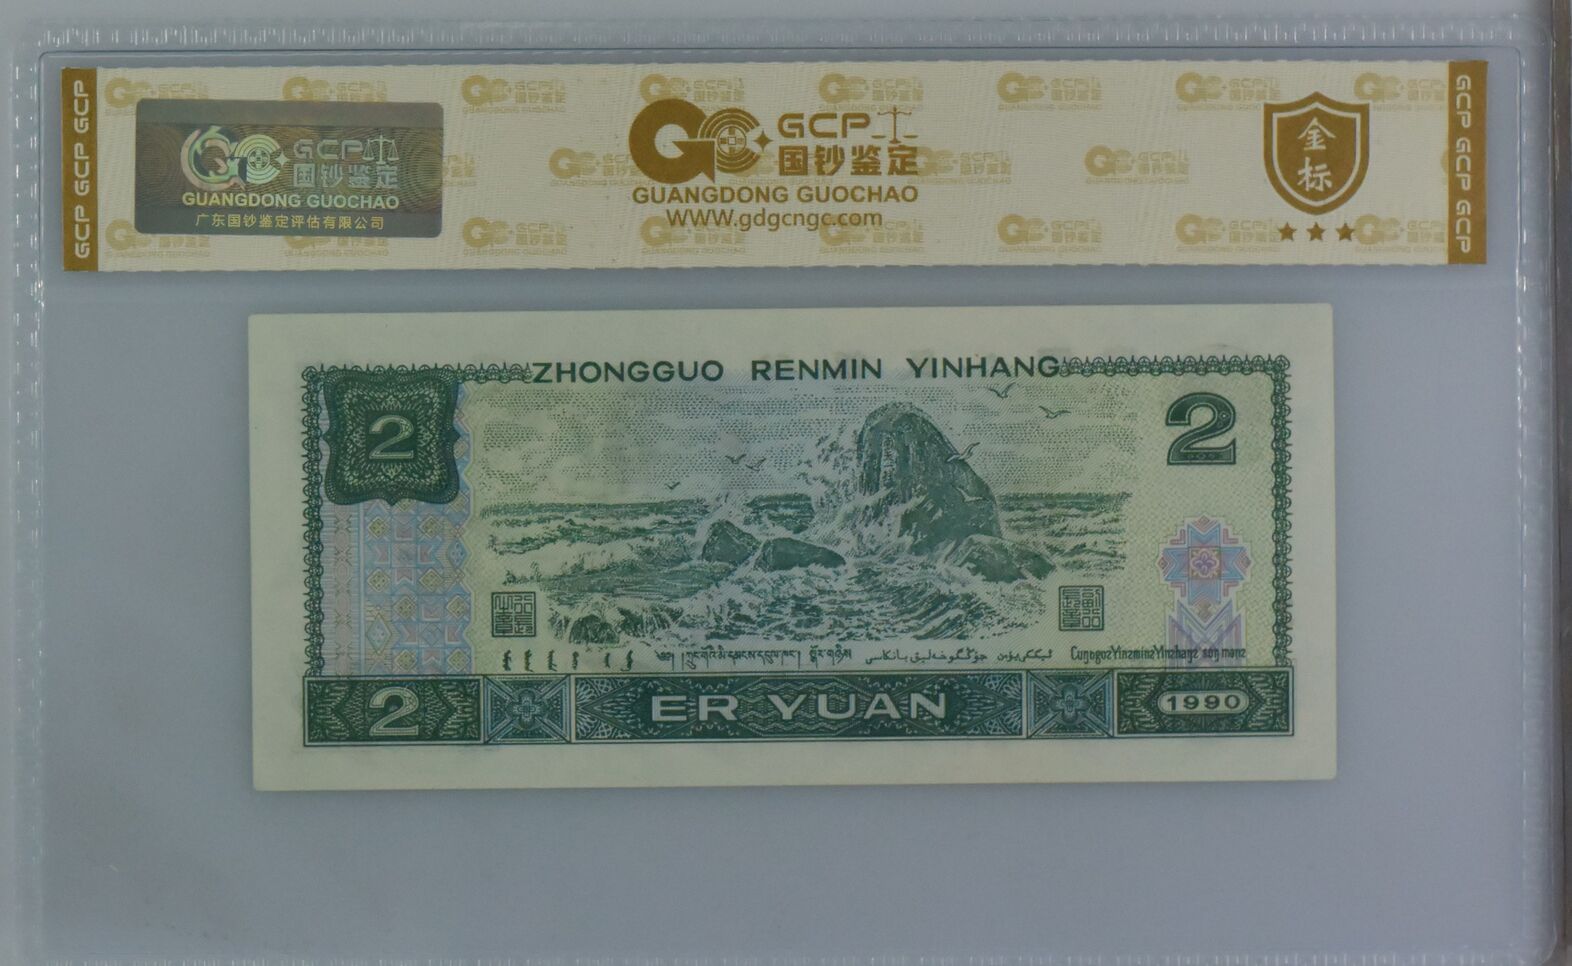 GCP GCP GCP
GCP
国钞鉴定
GUANGDONG GUOCHAO
广东国钞鉴定评估有限公司
GCP
国钞鉴定
GUANGDONG GUOCHAO
WWW.gdgcngc.com
金标
GCP GCP GCP
ZHONGGUO RENMIN YINHANG
2
2
2
ER YUAN
1990